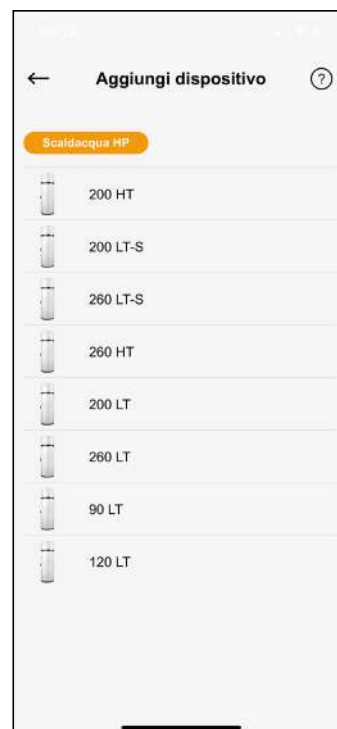 Aggiungi dispositivo
Scaldacqua HP
200 HT
200 LT-S
260 LT-S
260 HT
200 LT
260 LT
90 LT
120 LT